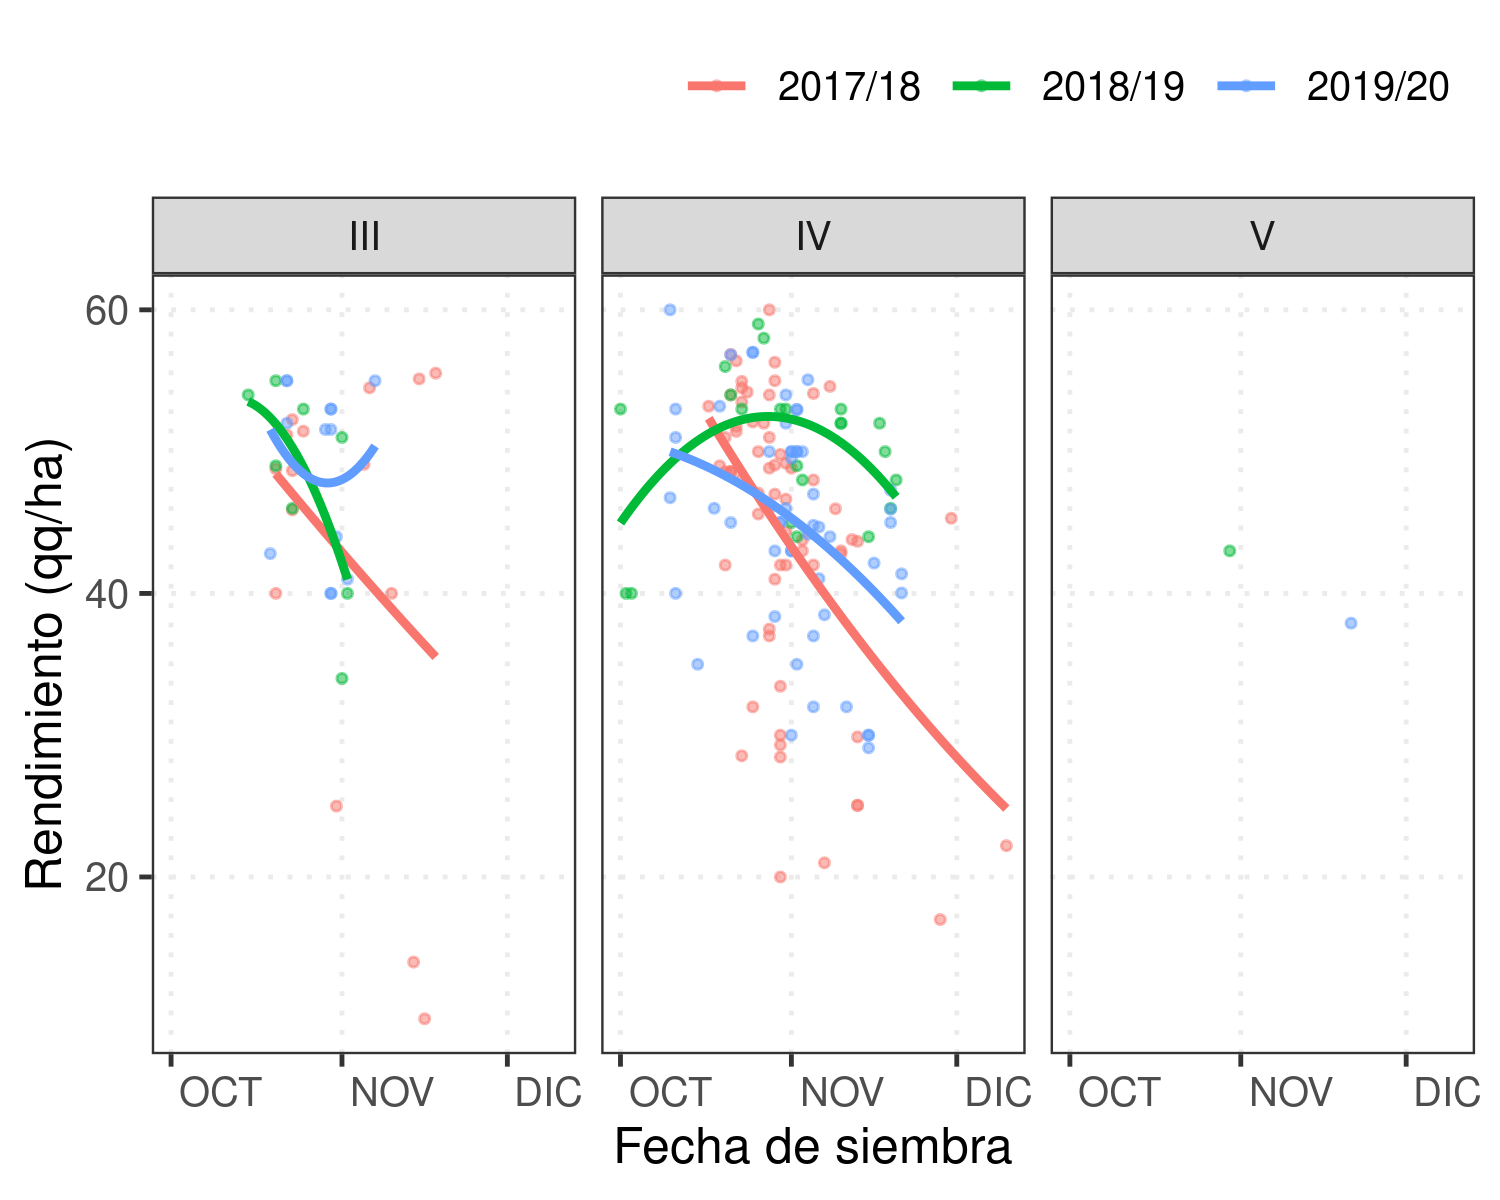 2017/18 2018/19 2019/20
III IV V
60
40
20
Rendimiento (qq/ha)
OCT NOV DIC OCT NOV DIC OCT NOV DIC
Fecha de siembra